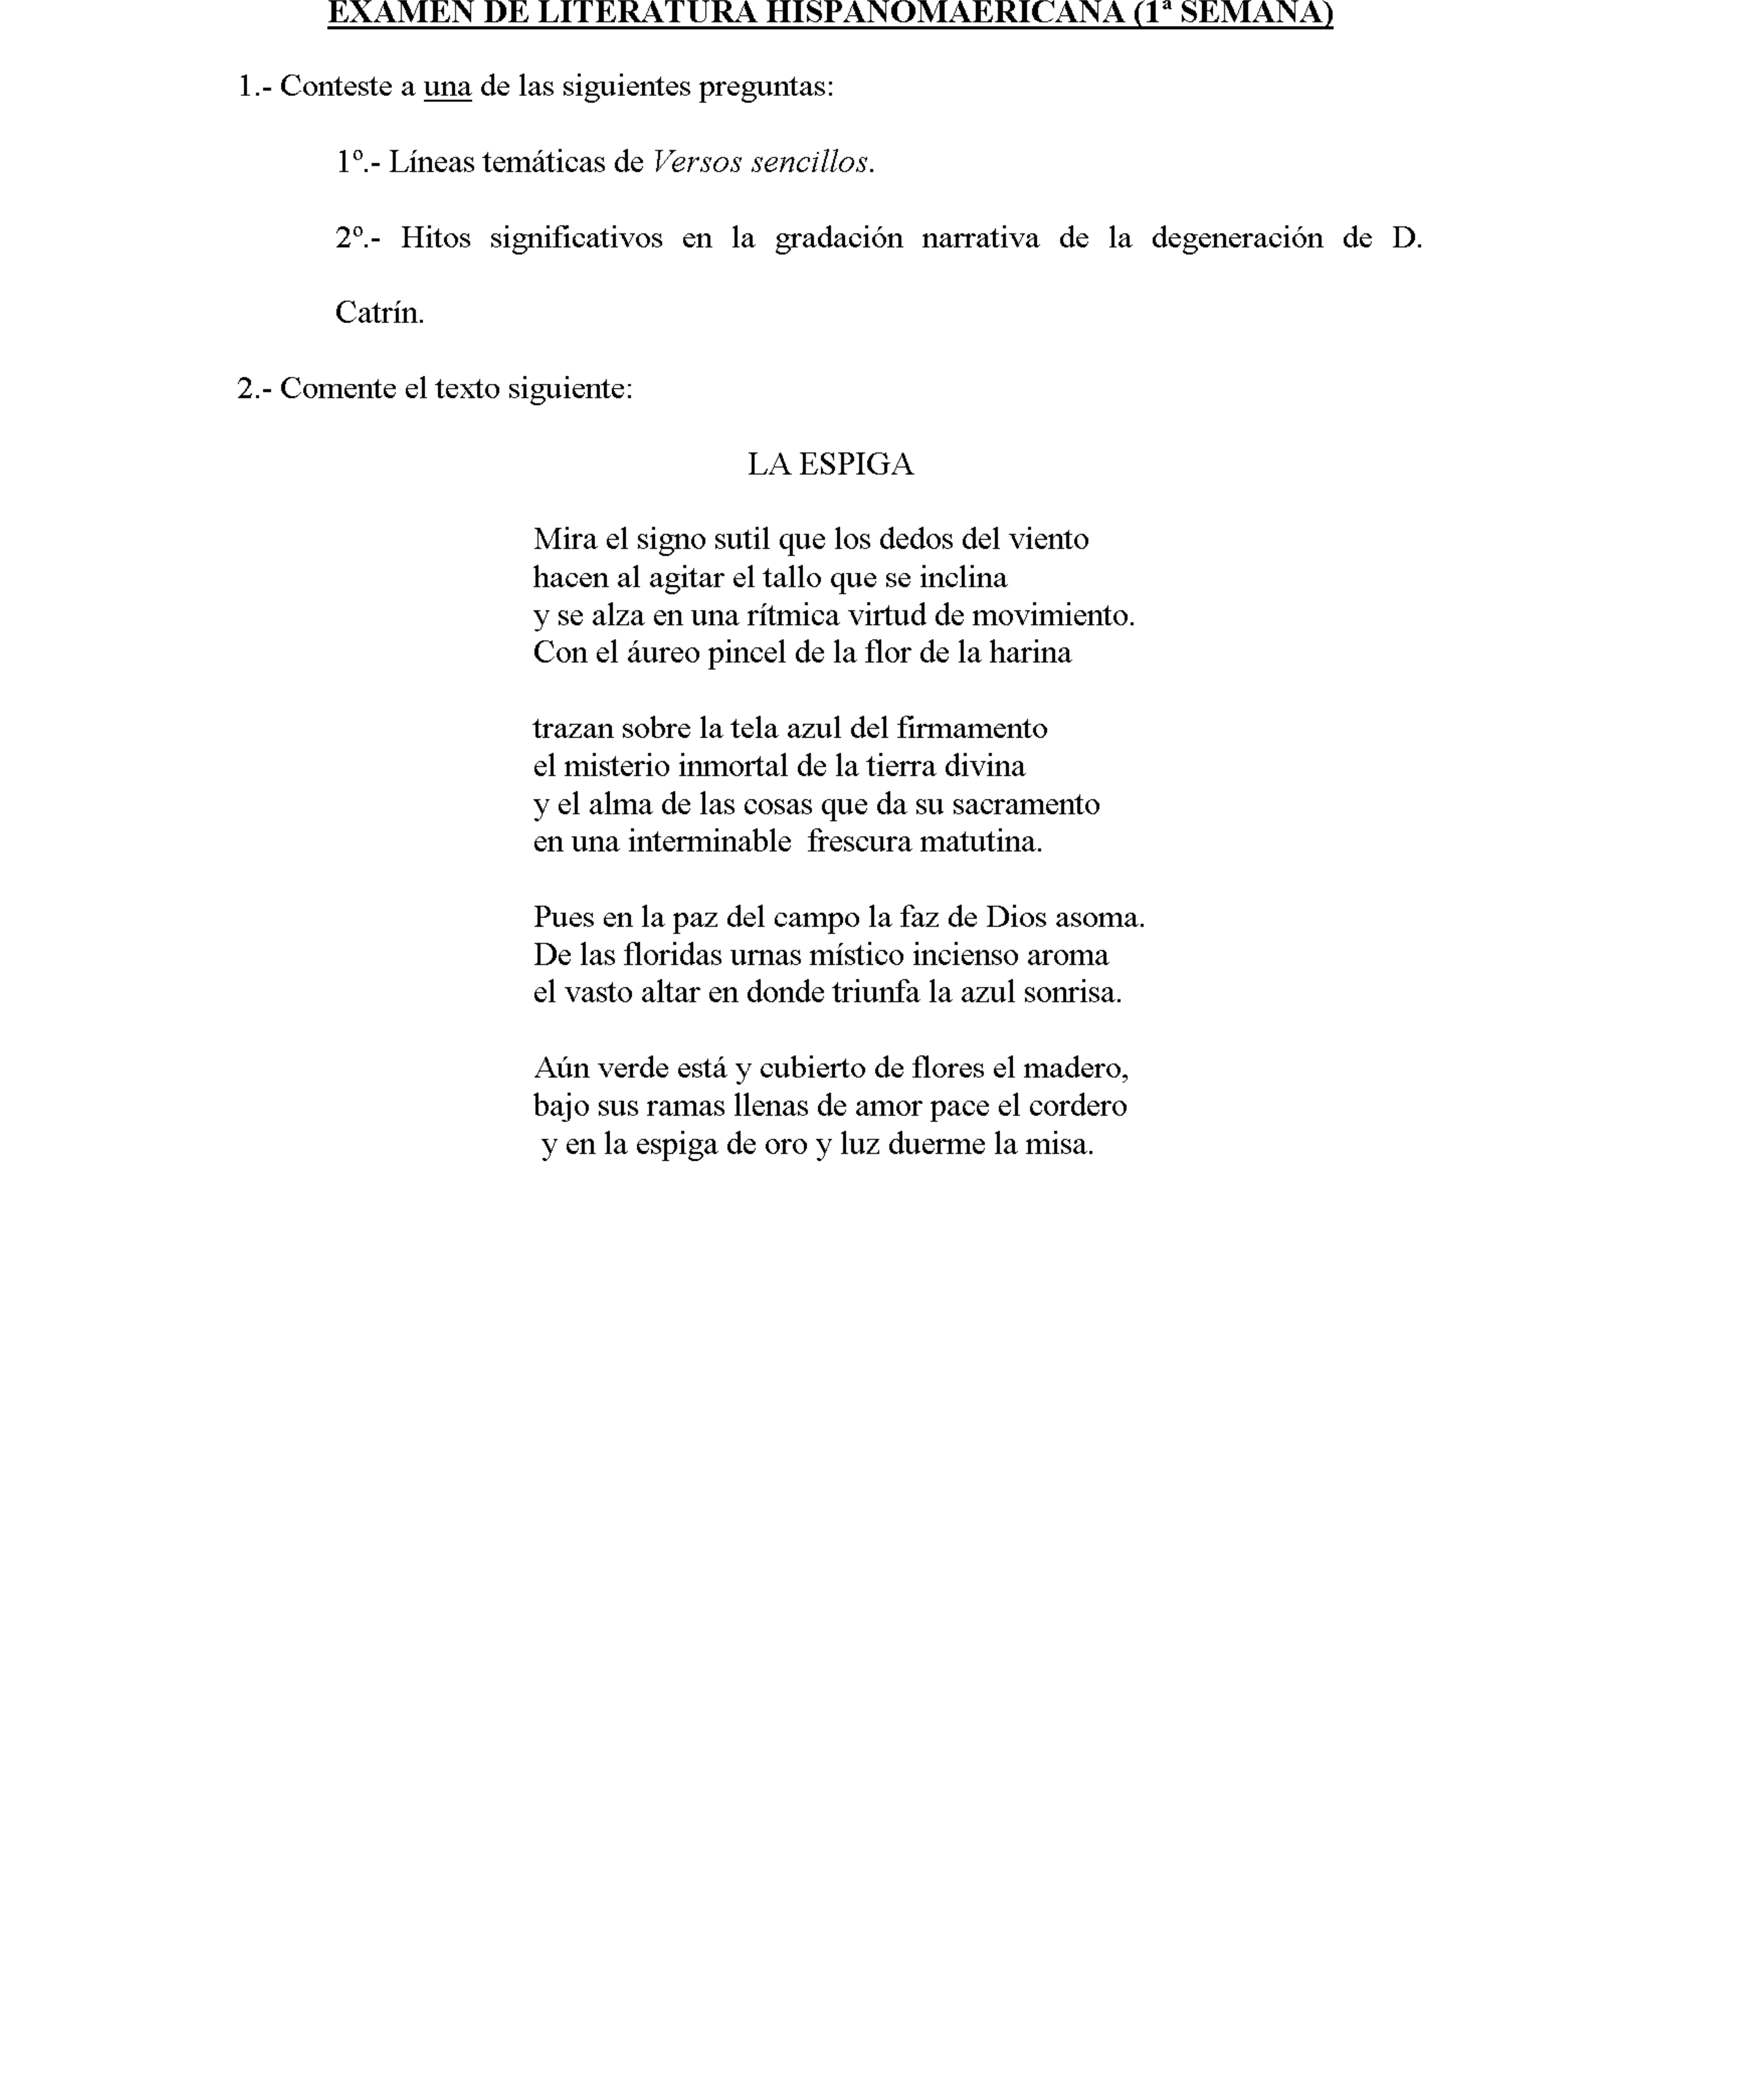 EXAMEN DE LITERATURA HISPANOMAERICANA (1ª SEMANA)
1.- Conteste a una de las siguientes preguntas:
1º.- Líneas temáticas de Versos sencillos.
2º.- Hitos significativos en la gradación narrativa de la degeneración de D.
Catrín.
2.- Comente el texto siguiente:
LA ESPIGA
Mira el signo sutil que los dedos del viento
hacen al agitar el tallo que se inclina
y se alza en una rítmica virtud de movimiento.
Con el áureo pincel de la flor de la harina
trazan sobre la tela azul del firmamento
el misterio inmortal de la tierra divina
y el alma de las cosas que da su sacramento
en una interminable frescura matutina.
Pues en la paz del campo la faz de Dios asoma.
De las floridas urnas místico incienso aroma
el vasto altar en donde triunfa la azul sonrisa.
Aún verde está y cubierto de flores el madero,
bajo sus ramas llenas de amor pace el cordero
y en la espiga de oro y luz duerme la misa.